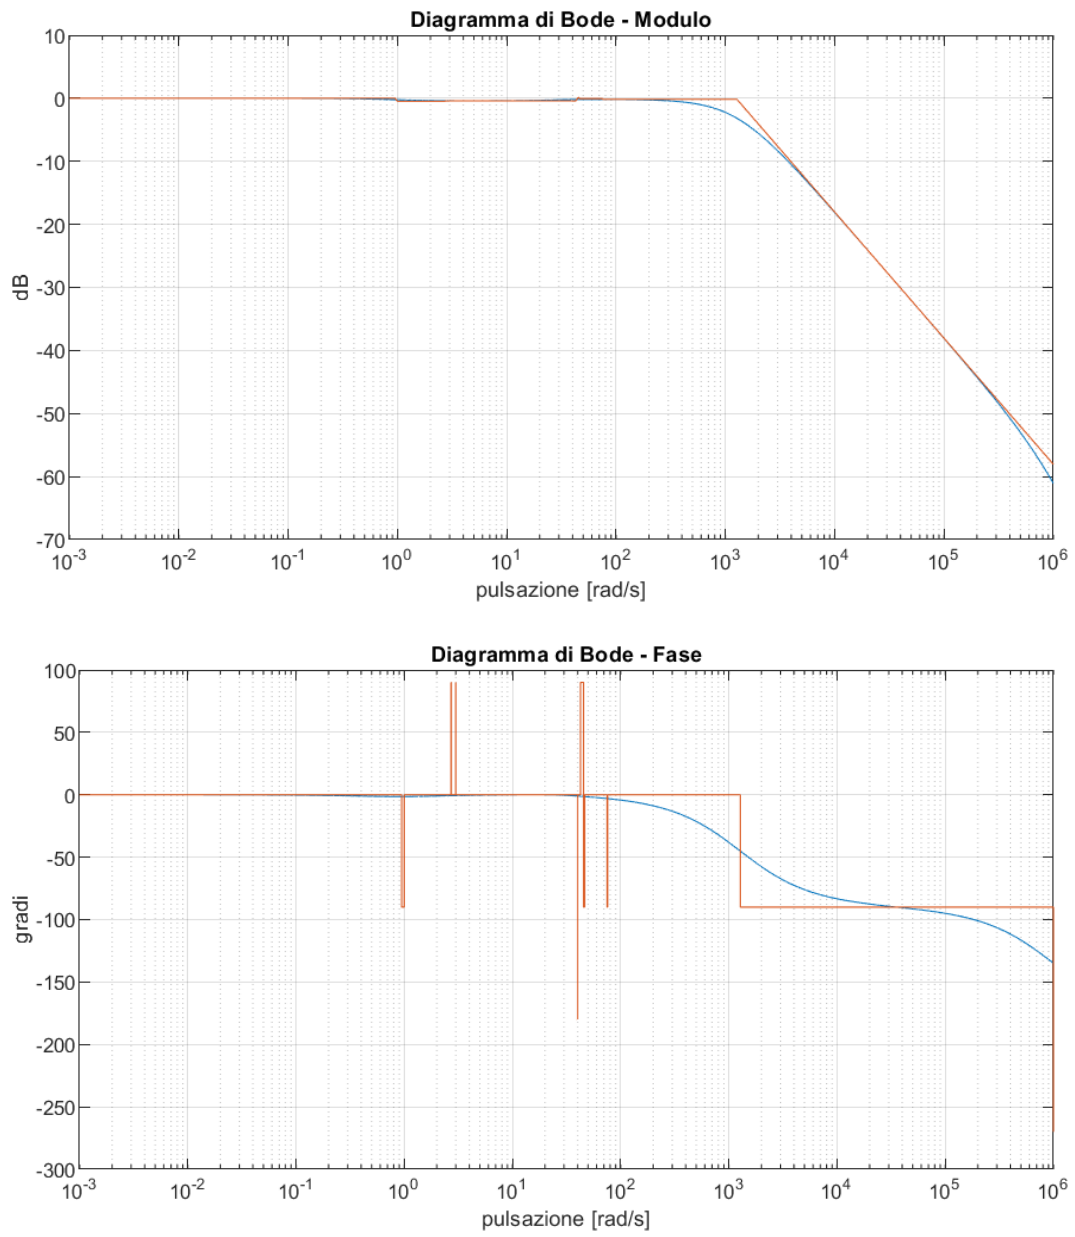 Diagramma di Bode - Modulo
10
0
-10
-20
-30
-40
-50
-60
-70
dB
10-3 10-2 10-1 100 101 102 103 104 105 106
pulsazione [rad/s]
Diagramma di Bode - Fase
100
50
0
-50
-100
-150
-200
-250
-300
gradi
10-3 10-2 10-1 100 101 102 103 104 105 106
pulsazione [rad/s]